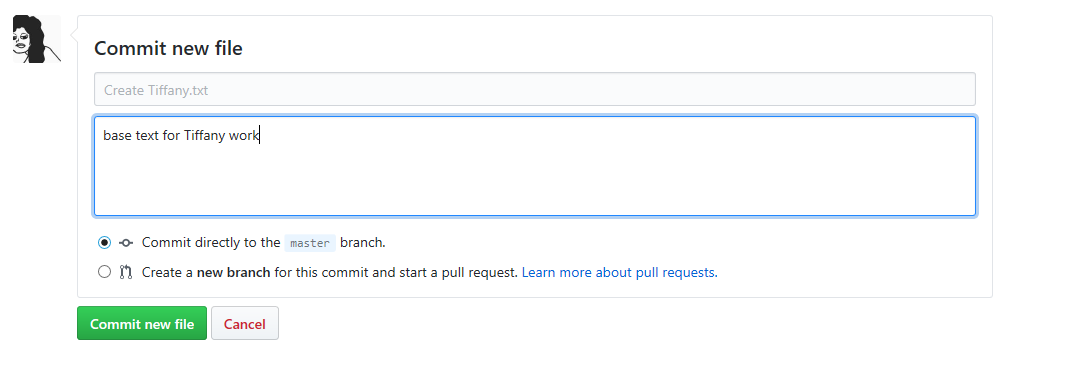 Commit new file
Create Tiffany.txt
base text for Tiffany work
Commit directly to the master branch.
Create a new branch for this commit and start a pull request. Learn more about pull requests.
Commit new file
Cancel